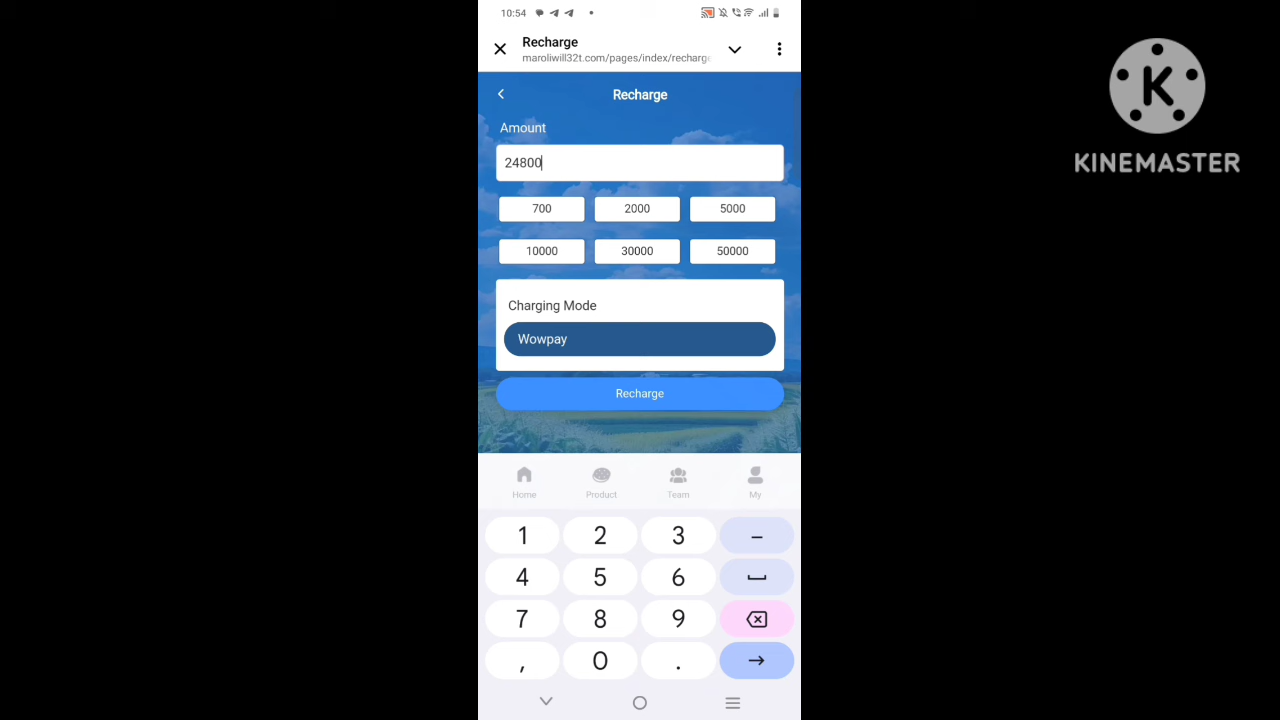 10:54
Recharge
maroliwill32t.com/pages/index/recharge
Recharge
Amount
24800
700 2000 5000
10000 30000 50000
Charging Mode
Wowpay
Recharge
Home Product Team My
1 2 3 –
4 5 6
7 8 9
, 0 .
K
KINEMASTER